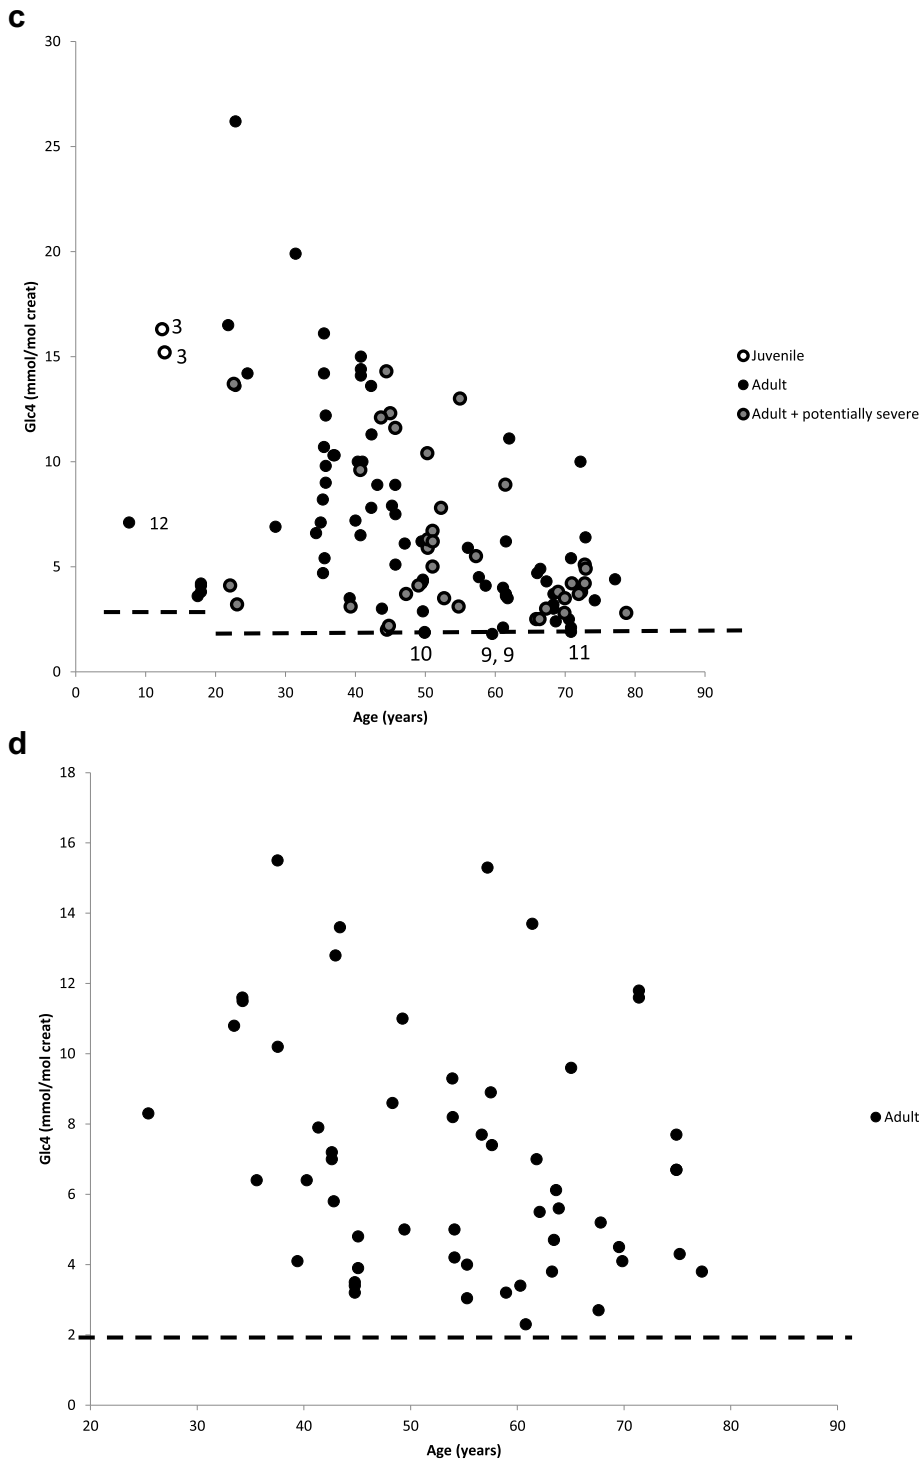 c
30
25
20
15
10
5
0
Glc4 (mmol/mol creat)
3
3
12
10
9, 9
11
0 10 20 30 40 50 60 70 80 90
Age (years)
Juvenile
Adult
Adult + potentially severe
d
18
16
14
12
10
8
6
4
2
0
Glc4 (mmol/mol creat)
20 30 40 50 60 70 80 90
Age (years)
Adult